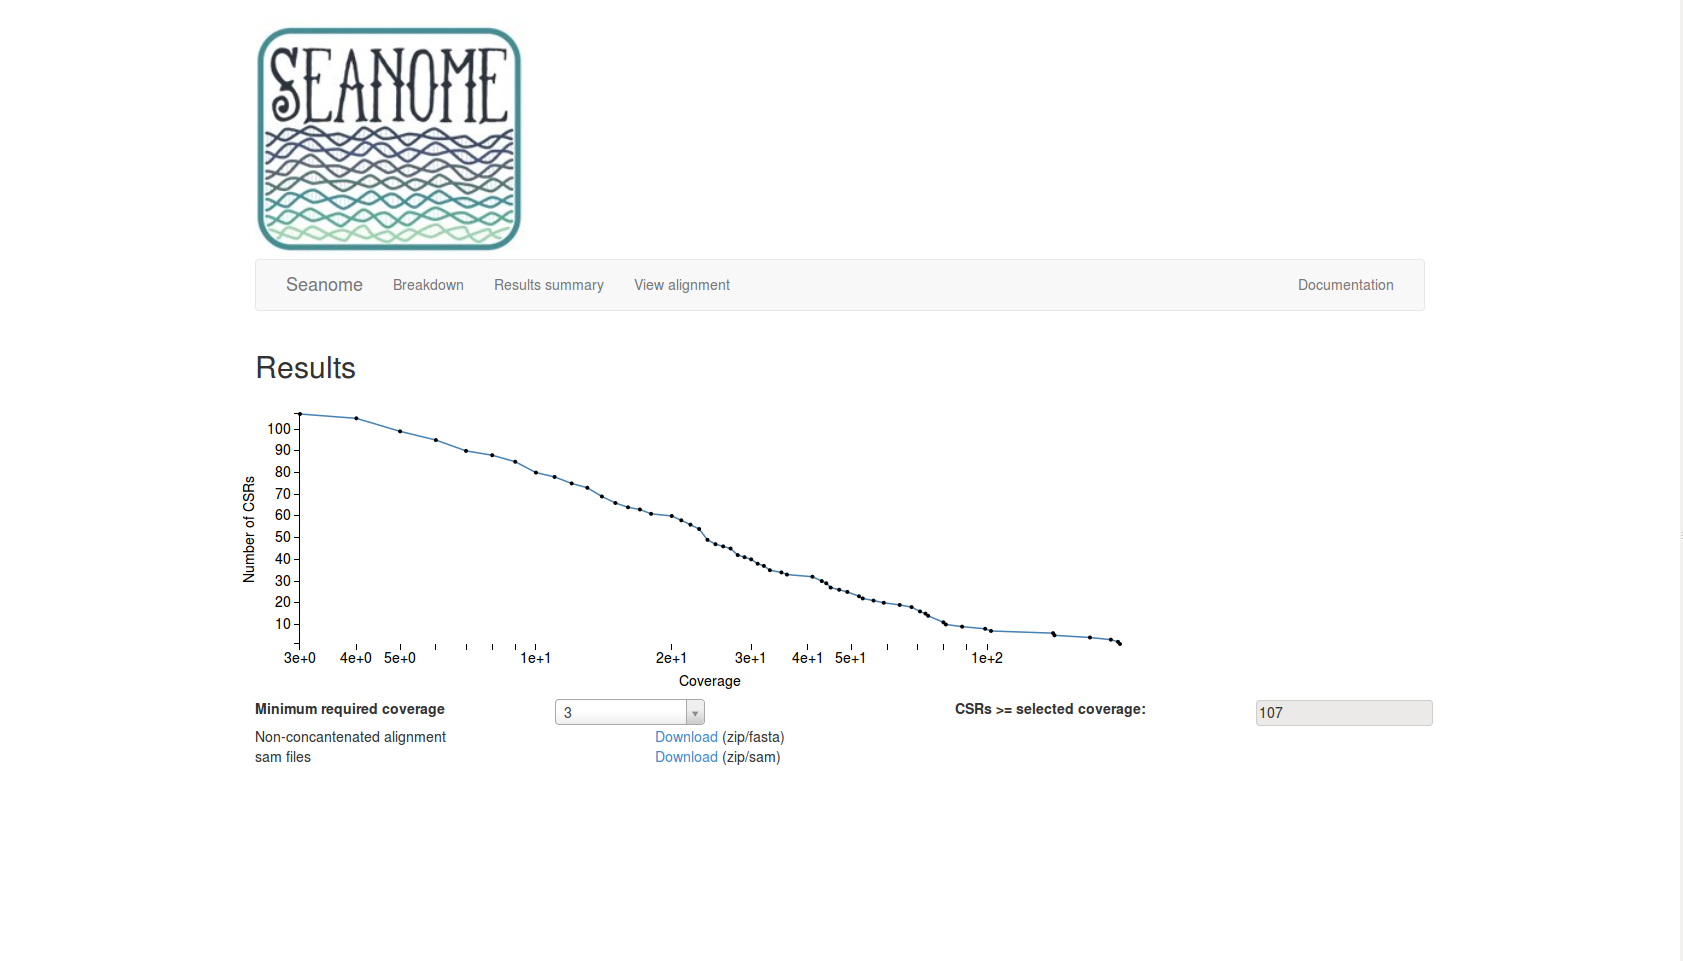 SEANOME
Seanome Breakdown Results summary View alignment Documentation
Results
100
90
80
70
60
50
40
30
20
10
Number of CSRs
3e+0 4e+0 5e+0 1e+1 2e+1 3e+1 4e+1 5e+1 1e+2
Coverage
Minimum required coverage 3 CSRs >= selected coverage: 107
Non-concantenated alignment Download (zip/fasta)
sam files Download (zip/sam)